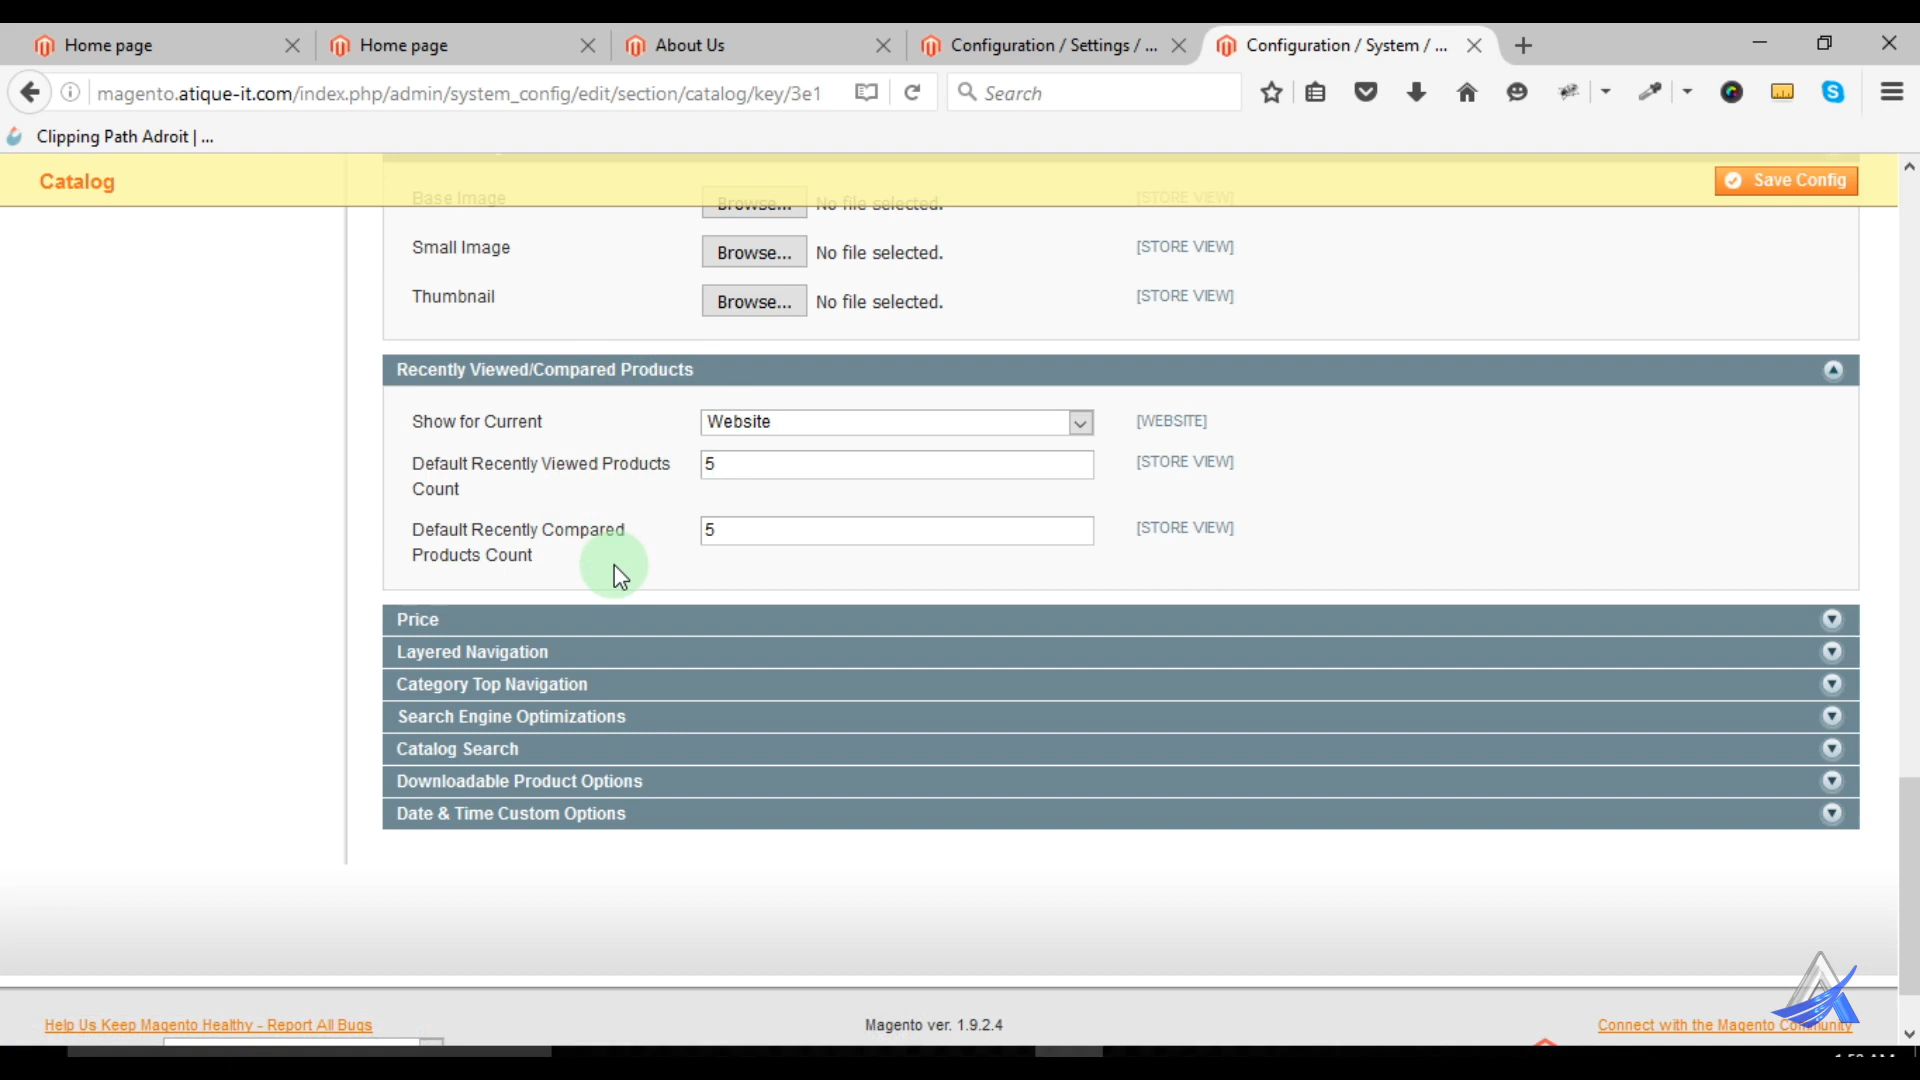 Home page
Home page
About Us
Configuration / Settings / ...
Configuration / System / ...
magento.atique-it.com/index.php/admin/system_config/edit/section/catalog/key/3e1
Search
Clipping Path Adroit | ...
Catalog
Save Config
Base Image
Browse...
No file selected.
[STORE VIEW]
Small Image
Browse...
No file selected.
[STORE VIEW]
Thumbnail
Browse...
No file selected.
[STORE VIEW]
Recently Viewed/Compared Products
Show for Current
Website
[WEBSITE]
Default Recently Viewed Products
Count
5
[STORE VIEW]
Default Recently Compared
Products Count
5
[STORE VIEW]
Price
Layered Navigation
Category Top Navigation
Search Engine Optimizations
Catalog Search
Downloadable Product Options
Date & Time Custom Options
Help Us Keep Magento Healthy - Report All Bugs
Magento ver. 1.9.2.4
Connect with the Magento Community